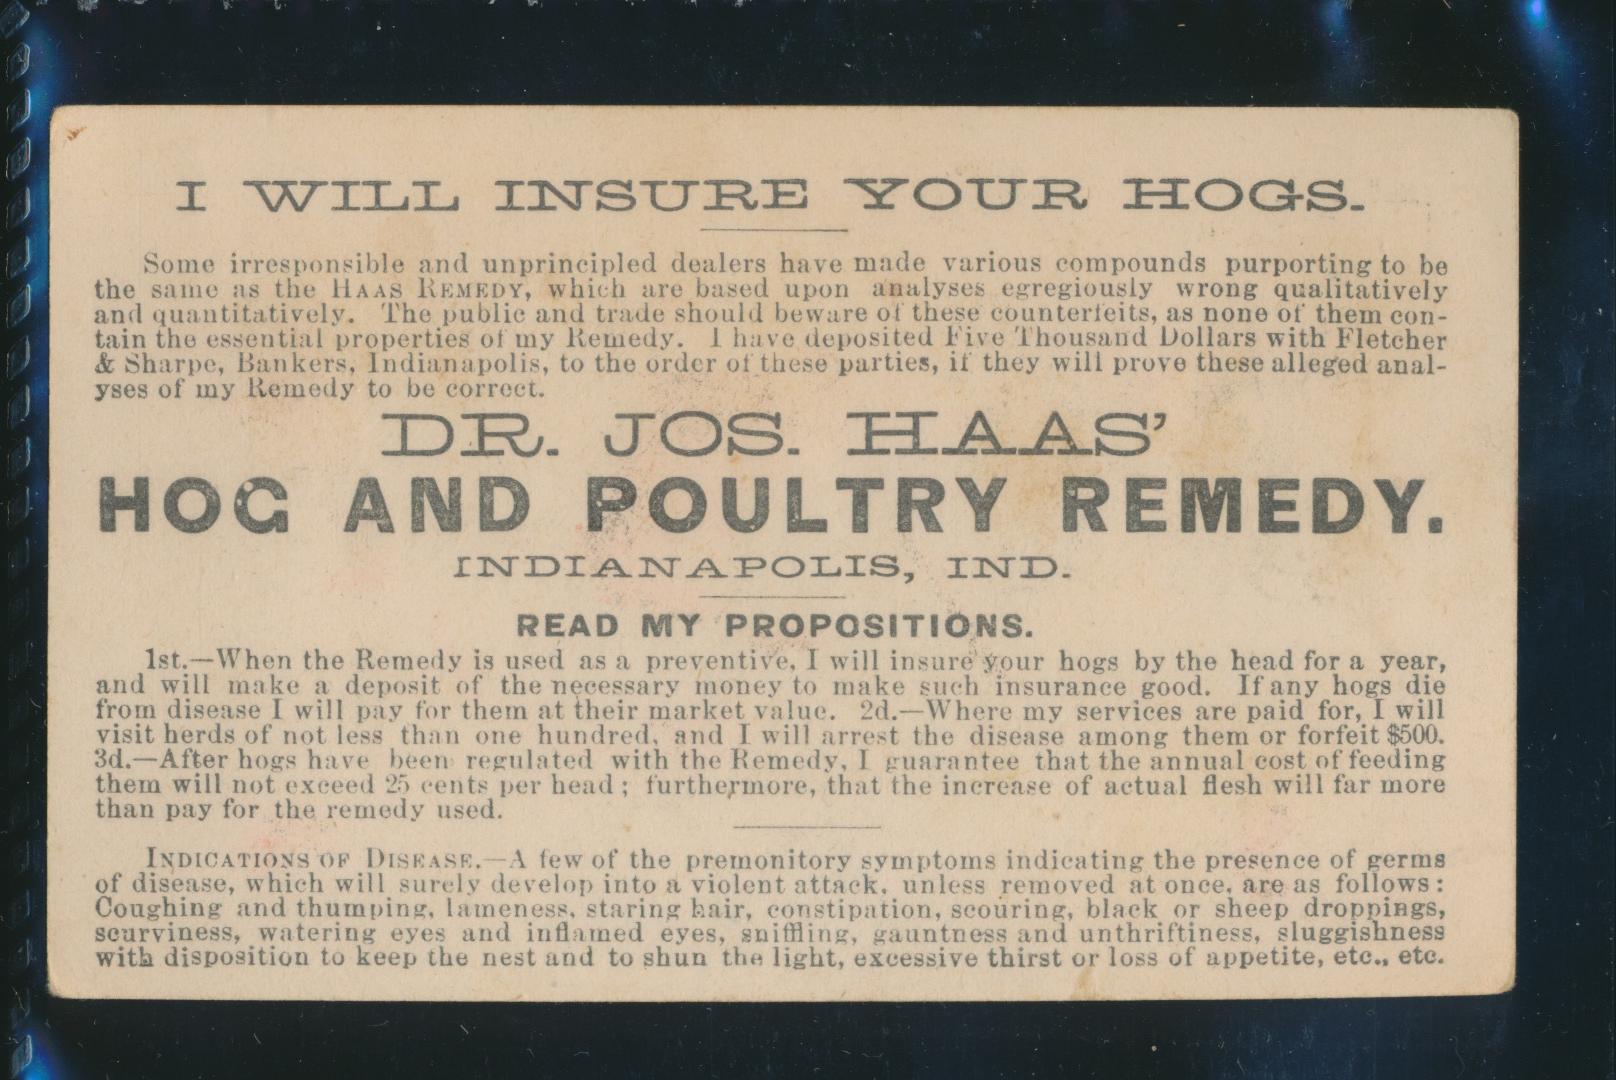 I WILL INSURE YOUR HOGS.
Some irresponsible and unprincipled dealers have made various compounds purporting to be
the same as the HAAS REMEDY, which are based upon analyses egregiously wrong qualitatively
and quantitatively. The public and trade should beware of these counterfeits, as none of them con-
tain the essential properties of my Remedy. I have deposited Five Thousand Dollars with Fletcher
& Sharpe, Bankers, Indianapolis, to the order of these parties, if they will prove these alleged anal-
yses of my Remedy to be correct.
DR. JOS. HAAS'
HOG AND POULTRY REMEDY.
INDIANAPOLIS, IND.
READ MY PROPOSITIONS.
1st.—When the Remedy is used as a preventive, I will insure your hogs by the head for a year,
and will make a deposit of the necessary money to make such insurance good. If any hogs die
from disease I will pay for them at their market value. 2d.—Where my services are paid for, I will
visit herds of not less than one hundred, and I will arrest the disease among them or forfeit $500.
3d.—After hogs have been regulated with the Remedy, I guarantee that the annual cost of feeding
them will not exceed 25 cents per head; furthermore, that the increase of actual flesh will far more
than pay for the remedy used.
INDICATIONS OF DISEASE.—A few of the premonitory symptoms indicating the presence of germs
of disease, which will surely develop into a violent attack, unless removed at once, are as follows:
Coughing and thumping, lameness, staring hair, constipation, scouring, black or sheep droppings,
scurviness, watering eyes and inflamed eyes, sniffling, gauntness and unthriftiness, sluggishness
with disposition to keep the nest and to shun the light, excessive thirst or loss of appetite, etc., etc.